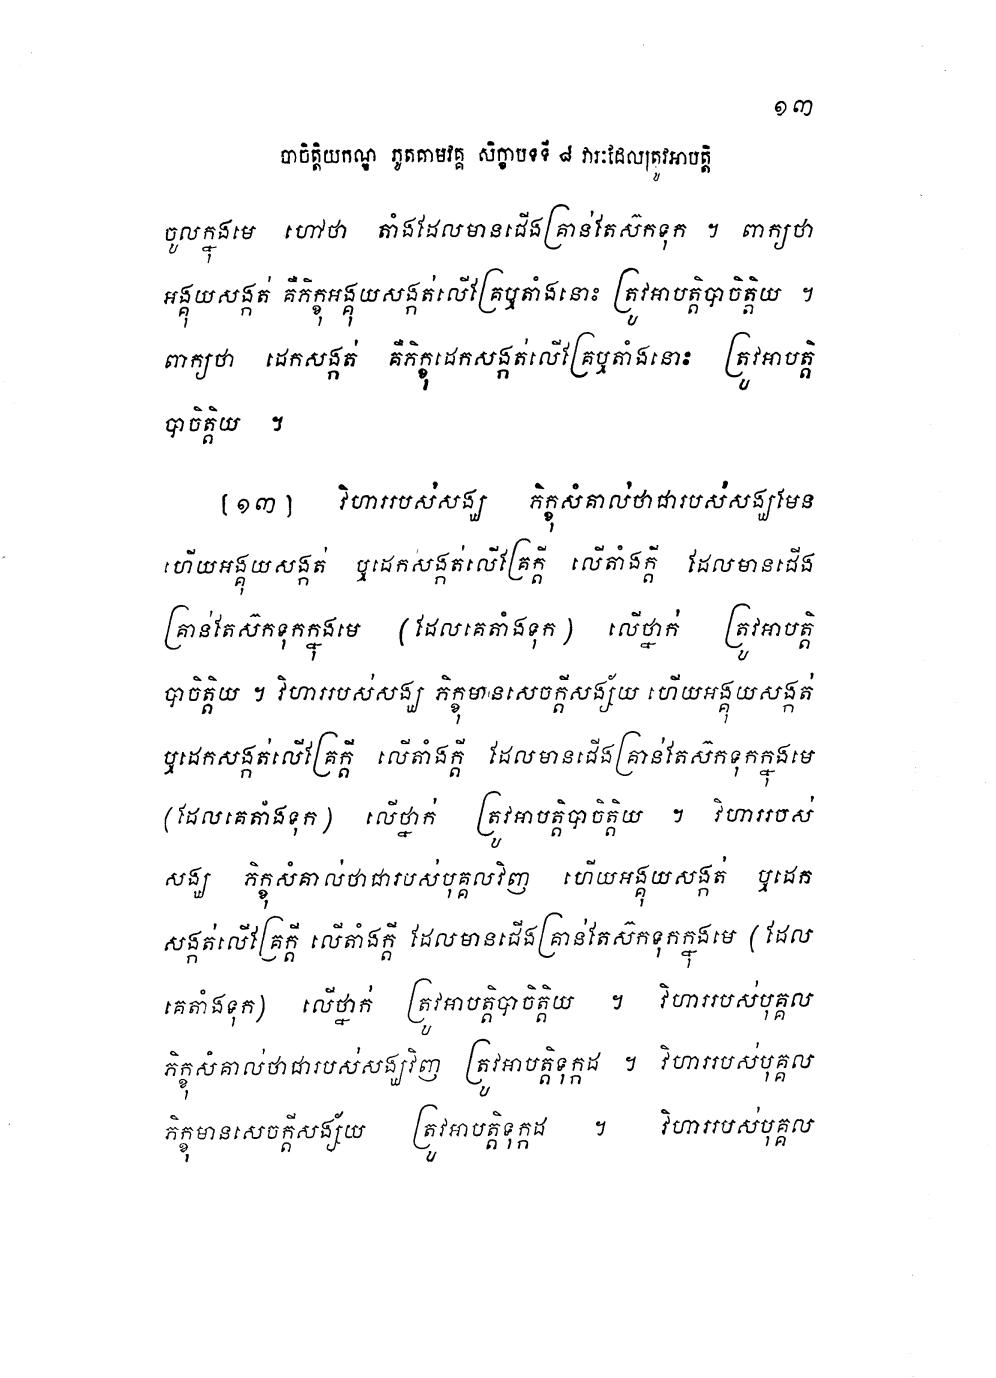 ១៣
បាចិត្តិយកណ្ឌ ភូតគាមវគ្គ សិក្ខាបទទី ៨ វារៈដែលត្រូវអាបត្តិ
ចូលក្នុងមេ ហៅថា តាំងដែលមានជើងគ្រាន់តែស៊កទុក ។ ពាក្យថា
អង្គុយសង្កត់ គឺភិក្ខុអង្គុយសង្កត់លើគ្រែឬតាំងនោះ ត្រូវអាបត្តិបាចិត្តិយ ។
ពាក្យថា ដេកសង្កត់ គឺភិក្ខុដេកសង្កត់លើគ្រែឬតាំងនោះ ត្រូវអាបត្តិ
បាចិត្តិយ ។
[១៣] វិហាររបស់សង្ឃ ភិក្ខុសំគាល់ថាជារបស់សង្ឃមែន
ហើយអង្គុយសង្កត់ ឬដេកសង្កត់លើគ្រែក្តី លើតាំងក្តី ដែលមានជើង
គ្រាន់តែស៊កទុកក្នុងមេ (ដែលគេតាំងទុក) លើថ្នាក់ ត្រូវអាបត្តិ
បាចិត្តិយ ។ វិហាររបស់សង្ឃ ភិក្ខុមានសេចក្តីសង្ស័យ ហើយអង្គុយសង្កត់
ឬដេកសង្កត់លើគ្រែក្តី លើតាំងក្តី ដែលមានជើងគ្រាន់តែស៊កទុកក្នុងមេ
(ដែលគេតាំងទុក) លើថ្នាក់ ត្រូវអាបត្តិបាចិត្តិយ ។ វិហាររបស់
សង្ឃ ភិក្ខុសំគាល់ថាជារបស់បុគ្គលវិញ ហើយអង្គុយសង្កត់ ឬដេក
សង្កត់លើគ្រែក្តី លើតាំងក្តី ដែលមានជើងគ្រាន់តែស៊កទុកក្នុងមេ (ដែល
គេតាំងទុក) លើថ្នាក់ ត្រូវអាបត្តិបាចិត្តិយ ។ វិហាររបស់បុគ្គល
ភិក្ខុសំគាល់ថាជារបស់សង្ឃវិញ ត្រូវអាបត្តិទុក្កដ ។ វិហាររបស់បុគ្គល
ភិក្ខុមានសេចក្តីសង្ស័យ ត្រូវអាបត្តិទុក្កដ ។ វិហាររបស់បុគ្គល